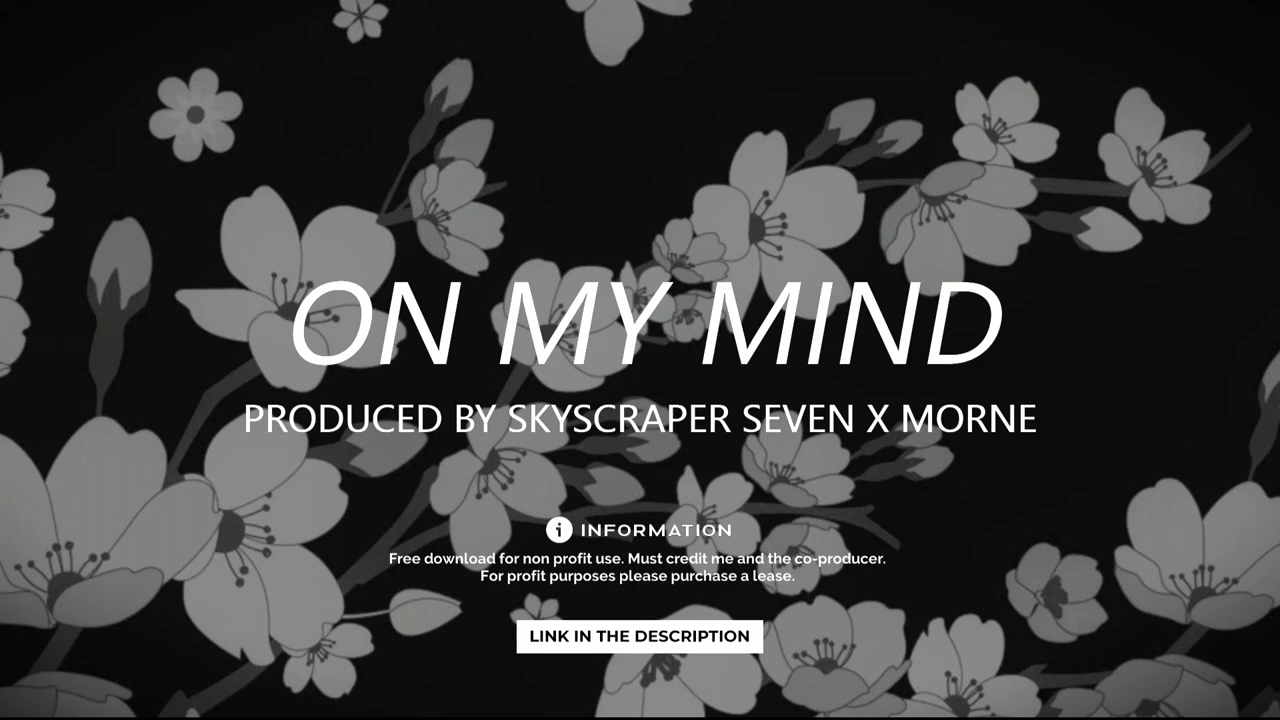 ON MY MIND
PRODUCED BY SKYSCRAPER SEVEN X MORNE
INFORMATION
Free download for non profit use. Must credit me and the co-producer.
For profit purposes please purchase a lease.
LINK IN THE DESCRIPTION